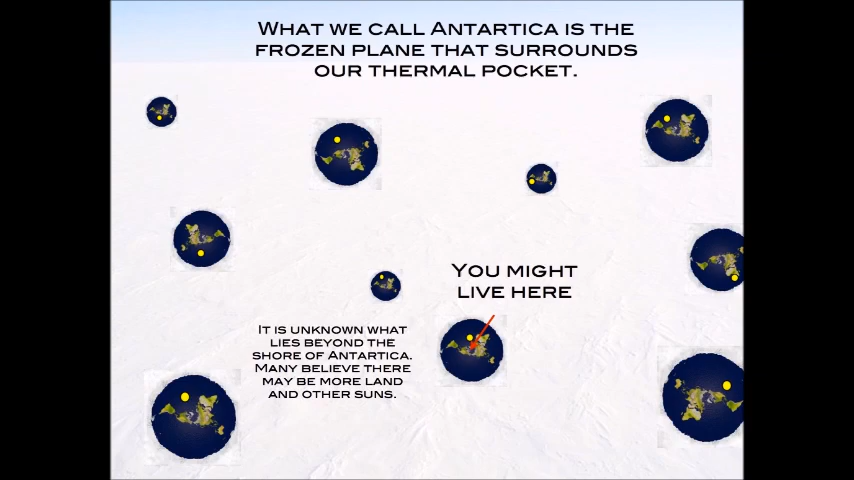 What we call Antartica is the
frozen plane that surrounds
our thermal pocket.
You might
live here
It is unknown what
lies beyond the
shore of Antartica.
Many believe there
may be more land
and other suns.